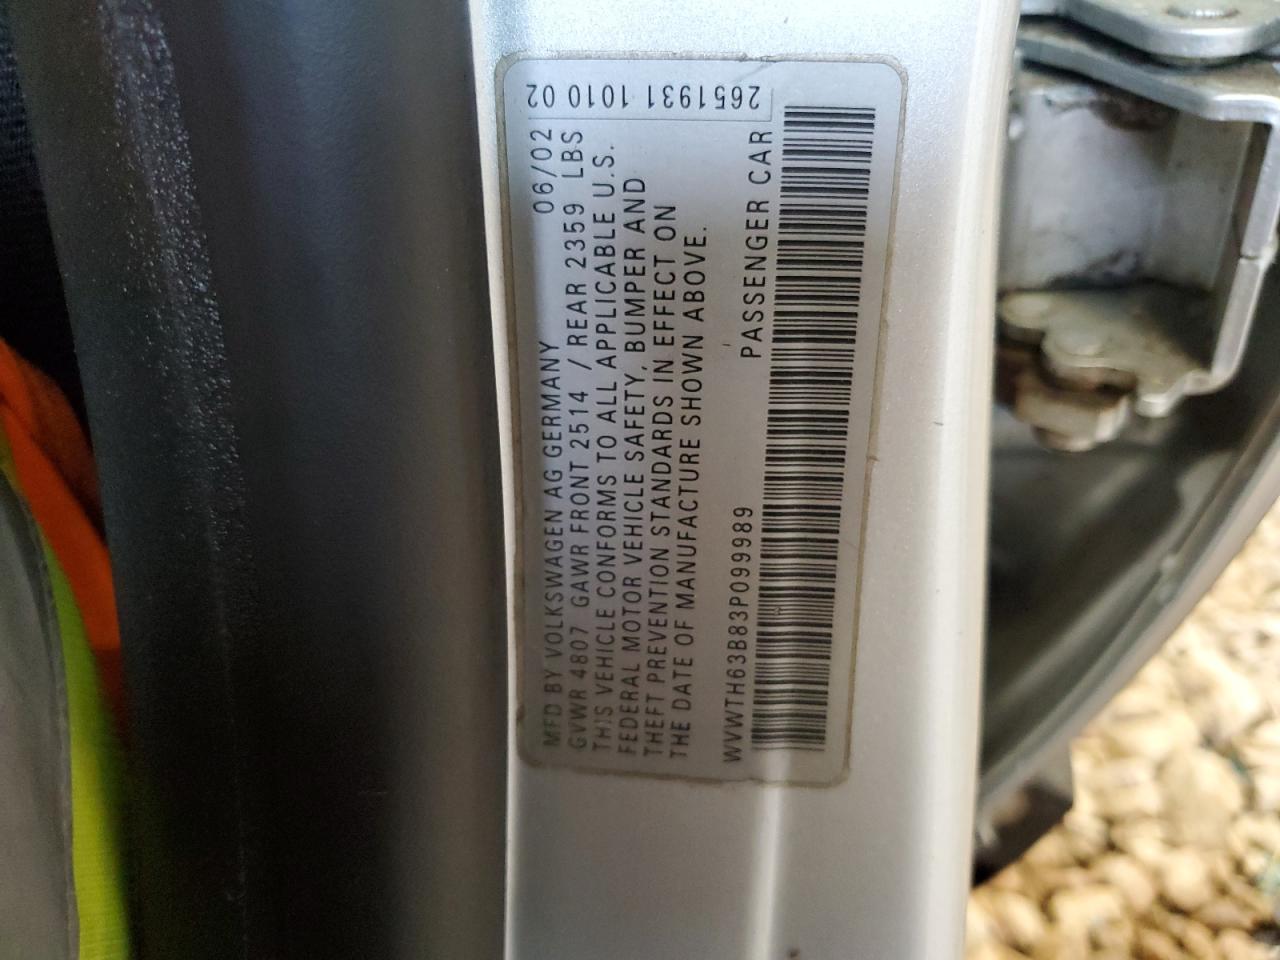 MFD BY VOLKSWAGEN AG GERMANY 06/02
GVWR 4807 GAWR FRONT 2514 / REAR 2359 LBS
THIS VEHICLE CONFORMS TO ALL APPLICABLE U.S.
FEDERAL MOTOR VEHICLE SAFETY, BUMPER AND
THEFT PREVENTION STANDARDS IN EFFECT ON
THE DATE OF MANUFACTURE SHOWN ABOVE.
WVWTH63B83P099989 PASSENGER CAR
2651931 1010 02